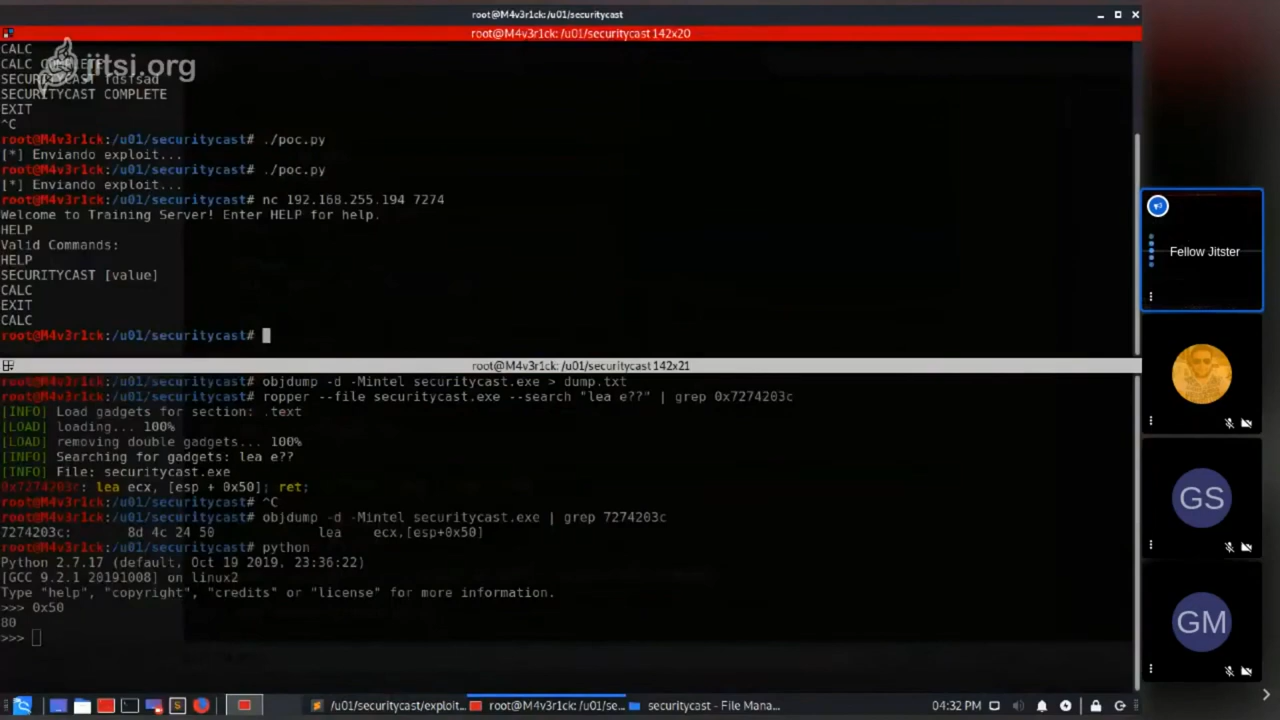 root@M4v3r1ck: /u01/securitycast
root@M4v3r1ck: /u01/securitycast 142x20
CALC
CALC COMPLETE
SECURITYCAST fdsfsad
SECURITYCAST COMPLETE
EXIT
^C
jitsi.org
root@M4v3r1ck:/u01/securitycast# ./poc.py
[*] Enviando exploit...
root@M4v3r1ck:/u01/securitycast# ./poc.py
[*] Enviando exploit...
root@M4v3r1ck:/u01/securitycast# nc 192.168.255.194 7274
Welcome to Training Server! Enter HELP for help.
HELP
Valid Commands:
HELP
SECURITYCAST [value]
CALC
EXIT
CALC
root@M4v3r1ck:/u01/securitycast#
root@M4v3r1ck: /u01/securitycast 142x21
root@M4v3r1ck:/u01/securitycast# objdump -d -Mintel securitycast.exe > dump.txt
root@M4v3r1ck:/u01/securitycast# ropper --file securitycast.exe --search "lea e??" | grep 0x7274203c
[INFO] Load gadgets for section: .text
[LOAD] loading... 100%
[LOAD] removing double gadgets... 100%
[INFO] Searching for gadgets: lea e??
[INFO] File: securitycast.exe
0x7274203c: lea ecx, [esp + 0x50]; ret;
root@M4v3r1ck:/u01/securitycast# ^C
root@M4v3r1ck:/u01/securitycast# objdump -d -Mintel securitycast.exe | grep 7274203c
7274203c: 8d 4c 24 50 lea ecx,[esp+0x50]
root@M4v3r1ck:/u01/securitycast# python
Python 2.7.17 (default, Oct 19 2019, 23:36:22)
[GCC 9.2.1 20191008] on linux2
Type "help", "copyright", "credits" or "license" for more information.
>>> 0x50
80
>>>
Fellow Jitster
GS
GM
/u01/securitycast/exploit...
root@M4v3r1ck: /u01/se...
securitycast - File Mana...
04:32 PM